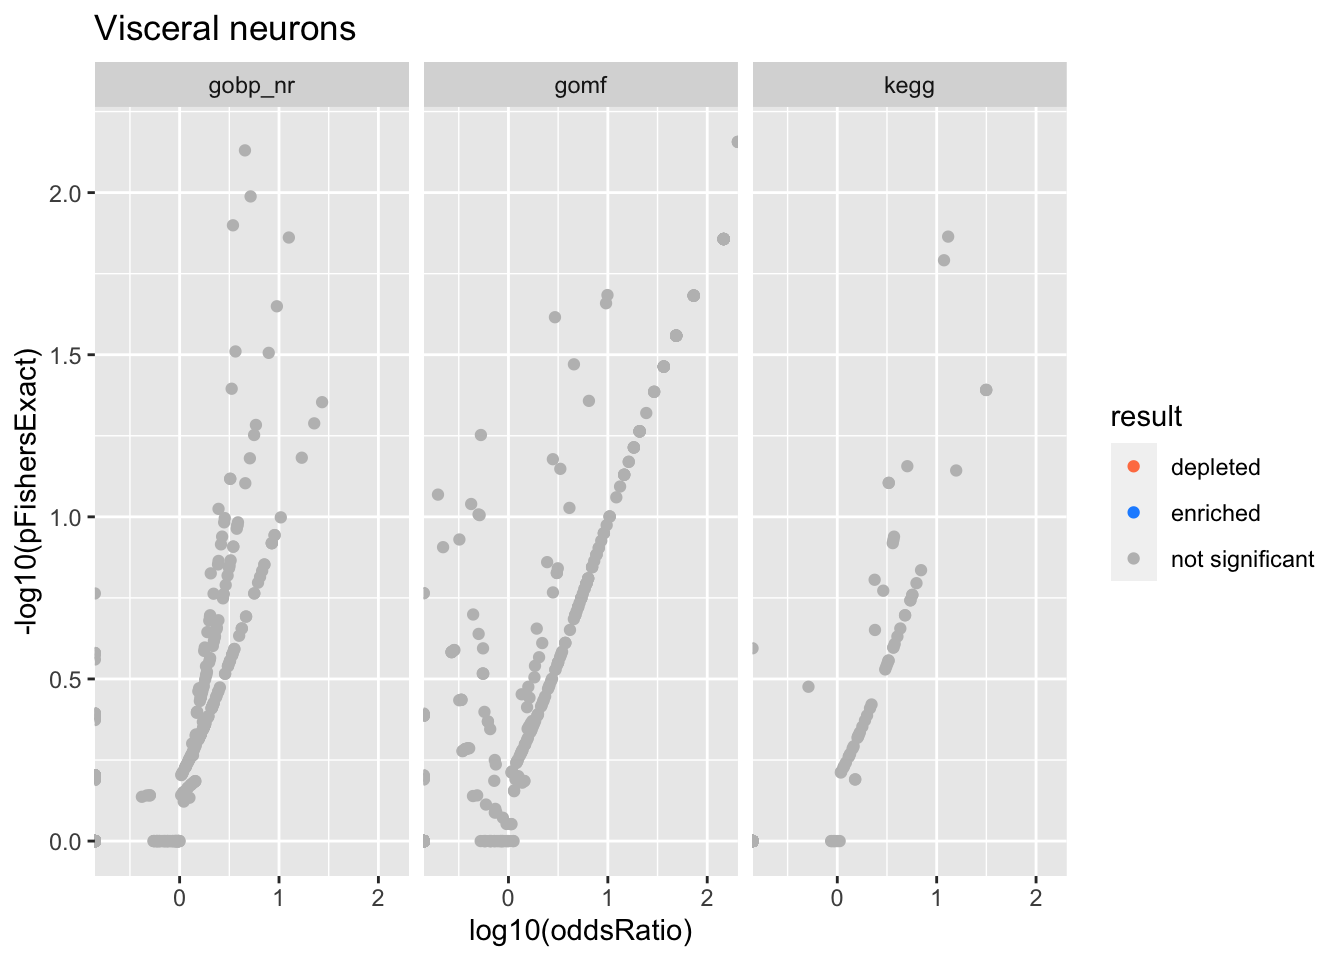 Visceral neurons
gobp_nr gomf kegg
-log10(pFishersExact)
2.0
1.5
1.0
0.5
0.0
0 1 2 0 1 2 0 1 2
log10(oddsRatio)
result
depleted
enriched
not significant